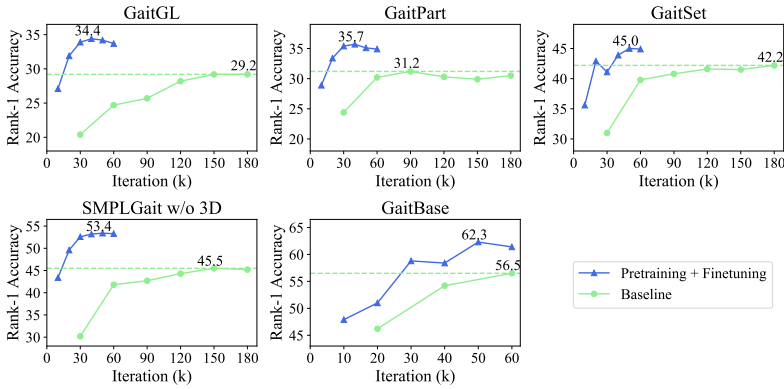 GaitGL
Rank-1 Accuracy
35
30
25
20
34.4
29.2
0 30 60 90 120 150 180
Iteration (k)
GaitPart
Rank-1 Accuracy
35
30
25
20
35.7
31.2
0 30 60 90 120 150 180
Iteration (k)
GaitSet
Rank-1 Accuracy
45
40
35
30
45.0
42.2
0 30 60 90 120 150 180
Iteration (k)
SMPLGait w/o 3D
Rank-1 Accuracy
55
50
45
40
35
30
53.4
45.5
0 30 60 90 120 150 180
Iteration (k)
GaitBase
Rank-1 Accuracy
65
60
55
50
45
62.3
56.5
0 10 20 30 40 50 60
Iteration (k)
Pretraining + Finetuning
Baseline